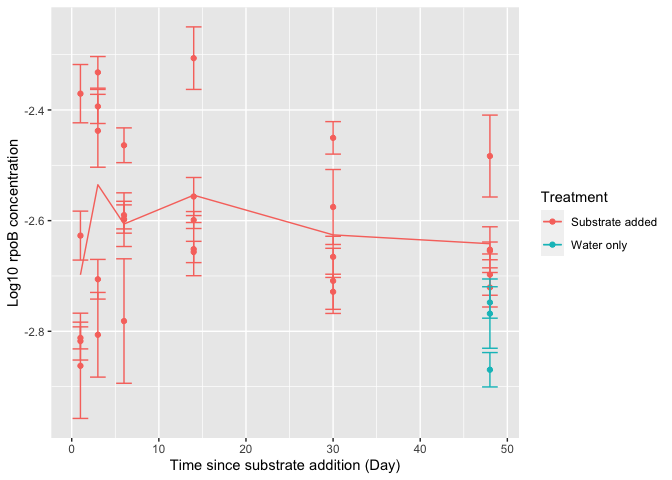 -2.4
-2.6
-2.8
0
10
20
30
40
50
Time since substrate addition (Day)
Log10 rpoB concentration
Treatment
Substrate added
Water only